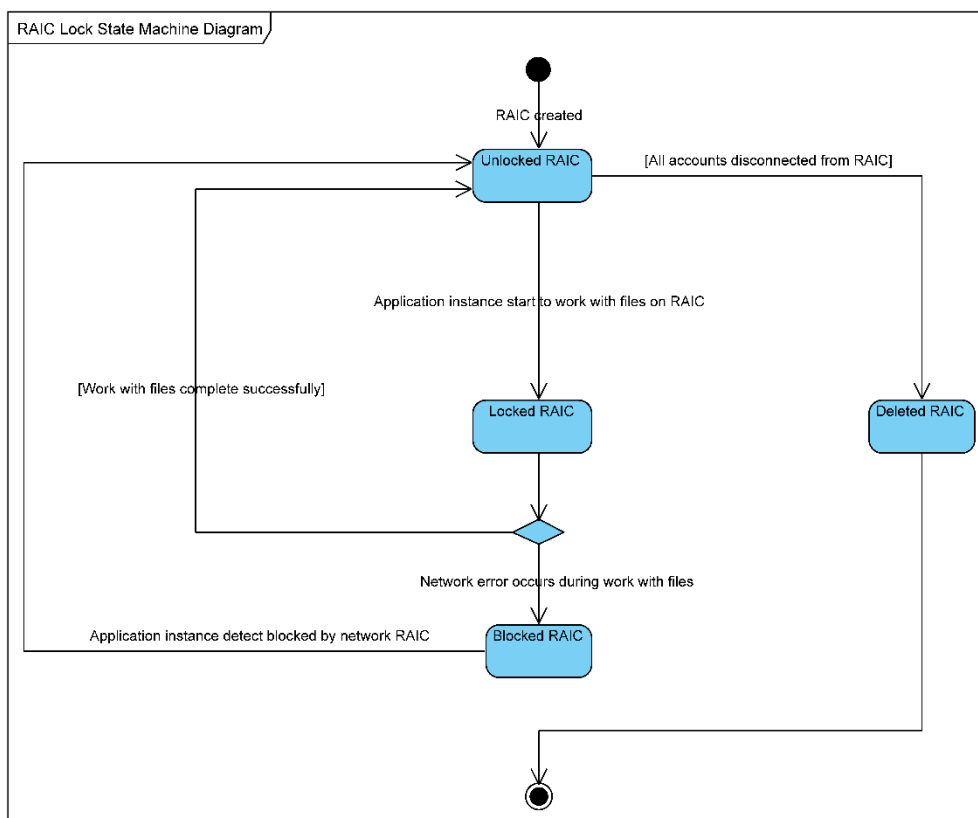 RAIC Lock State Machine Diagram
RAIC created
Unlocked RAIC
[All accounts disconnected from RAIC]
Application instance start to work with files on RAIC
[Work with files complete successfully]
Locked RAIC
Deleted RAIC
Network error occurs during work with files
Application instance detect blocked by network RAIC
Blocked RAIC